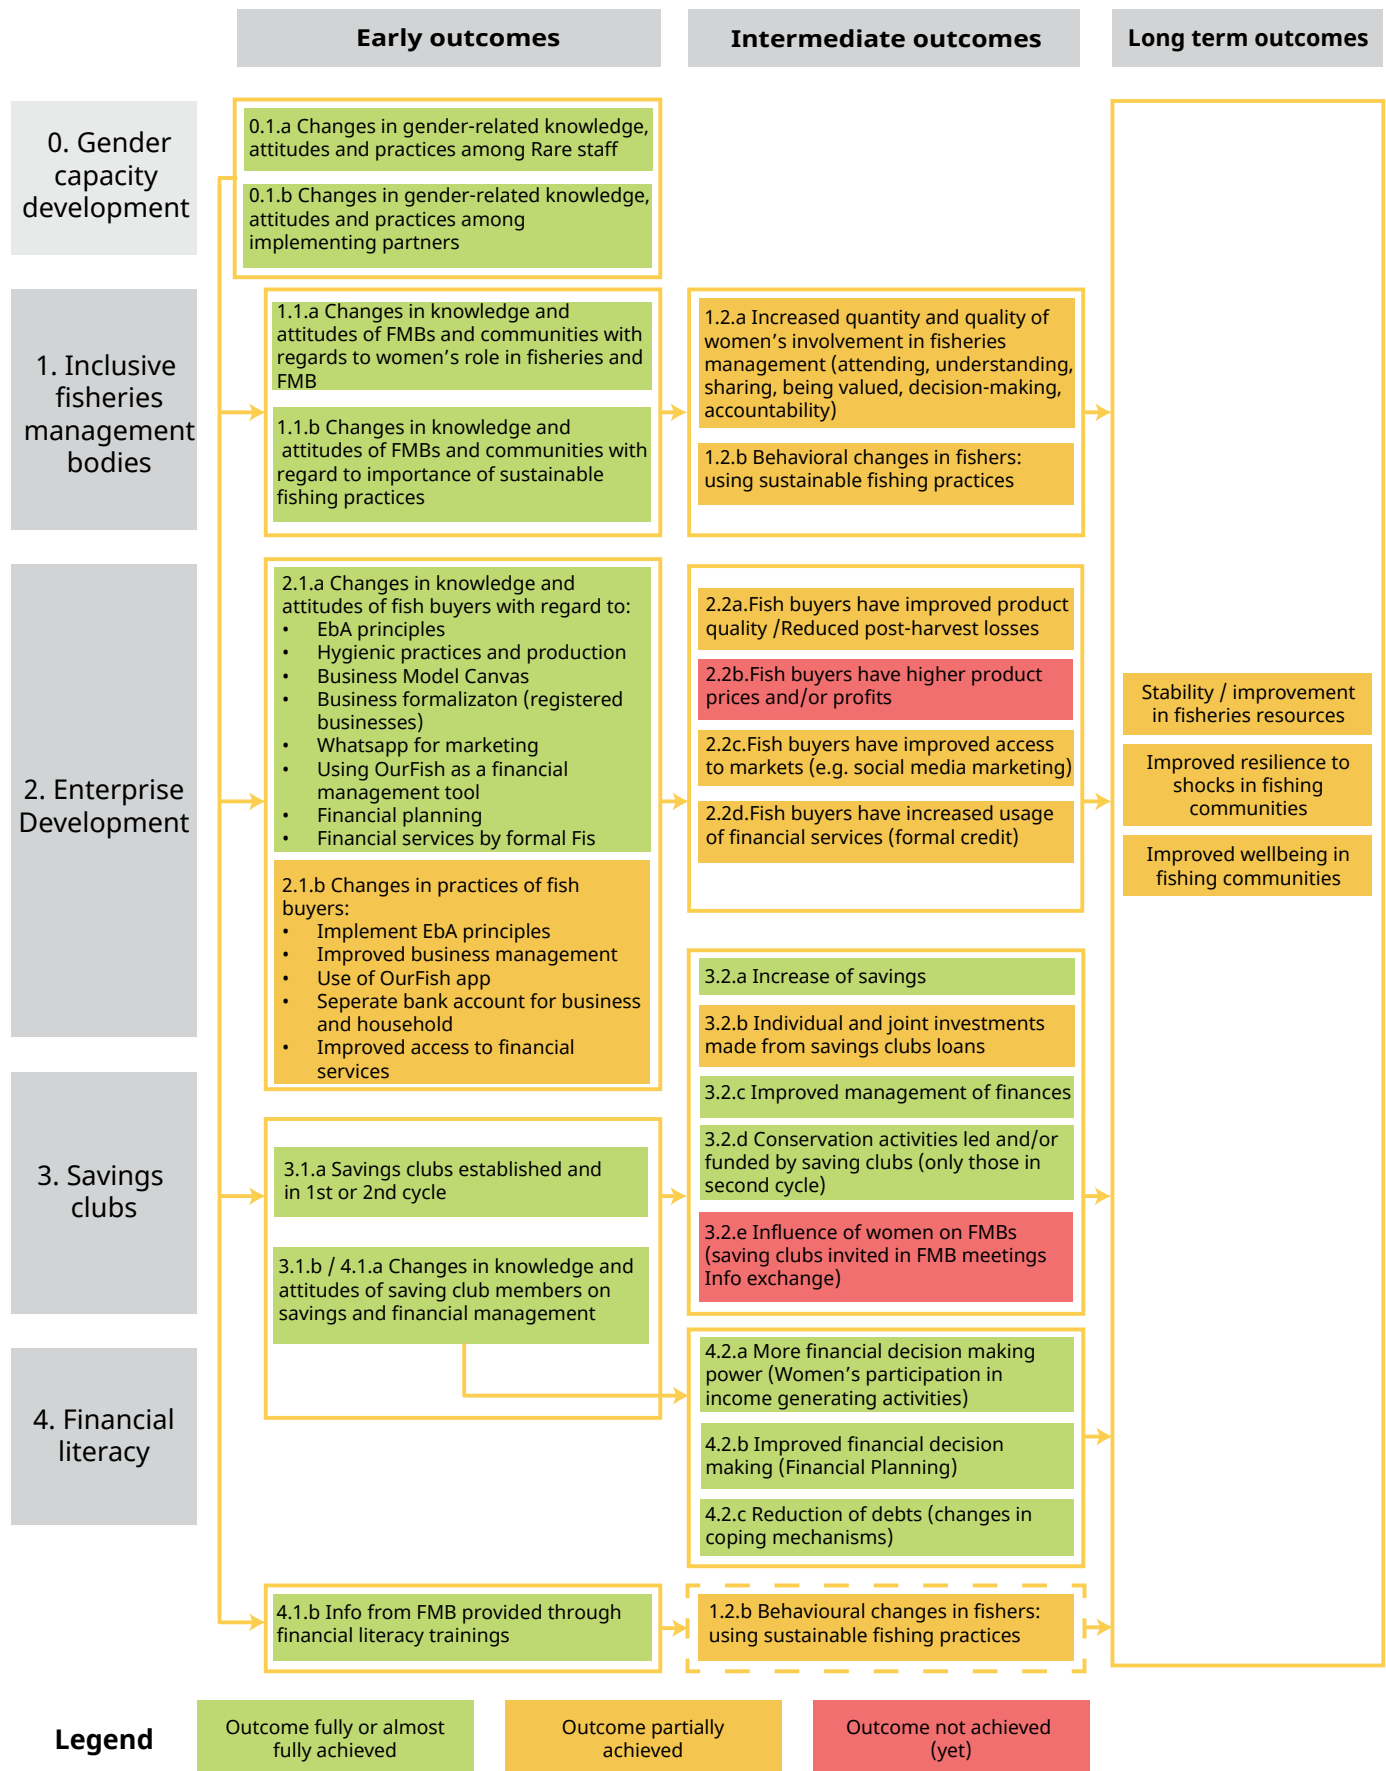 Early outcomes
Intermediate outcomes
Long term outcomes
0. Gender
capacity
development
0.1.a Changes in gender-related knowledge,
attitudes and practices among Rare staff
0.1.b Changes in gender-related knowledge,
attitudes and practices among
implementing partners
1. Inclusive
fisheries
management
bodies
1.1.a Changes in knowledge and
attitudes of FMBs and communities with
regards to women's role in fisheries and
FMB
1.1.b Changes in knowledge and
attitudes of FMBs and communities with
regard to importance of sustainable
fishing practices
1.2.a Increased quantity and quality of
women's involvement in fisheries
management (attending, understanding,
sharing, being valued, decision-making,
accountability)
1.2.b Behavioral changes in fishers:
using sustainable fishing practices
2. Enterprise
Development
2.1.a Changes in knowledge and
attitudes of fish buyers with regard to:
• EbA principles
• Hygienic practices and production
• Business Model Canvas
• Business formalizaton (registered
businesses)
• Whatsapp for marketing
• Using OurFish as a financial
management tool
• Financial planning
• Financial services by formal Fis
2.1.b Changes in practices of fish
buyers:
• Implement EbA principles
• Improved business management
• Use of OurFish app
• Seperate bank account for business
and household
• Improved access to financial
services
2.2a.Fish buyers have improved product
quality /Reduced post-harvest losses
2.2b.Fish buyers have higher product
prices and/or profits
2.2c.Fish buyers have improved access
to markets (e.g. social media marketing)
2.2d.Fish buyers have increased usage
of financial services (formal credit)
Stability / improvement
in fisheries resources
Improved resilience to
shocks in fishing
communities
Improved wellbeing in
fishing communities
3. Savings
clubs
3.1.a Savings clubs established and
in 1st or 2nd cycle
3.1.b / 4.1.a Changes in knowledge and
attitudes of saving club members on
savings and financial management
3.2.a Increase of savings
3.2.b Individual and joint investments
made from savings clubs loans
3.2.c Improved management of finances
3.2.d Conservation activities led and/or
funded by saving clubs (only those in
second cycle)
3.2.e Influence of women on FMBs
(saving clubs invited in FMB meetings
Info exchange)
4. Financial
literacy
4.2.a More financial decision making
power (Women's participation in
income generating activities)
4.2.b Improved financial decision
making (Financial Planning)
4.2.c Reduction of debts (changes in
coping mechanisms)
4.1.b Info from FMB provided through
financial literacy trainings
1.2.b Behavioural changes in fishers:
using sustainable fishing practices
Legend
Outcome fully or almost
fully achieved
Outcome partially
achieved
Outcome not achieved
(yet)